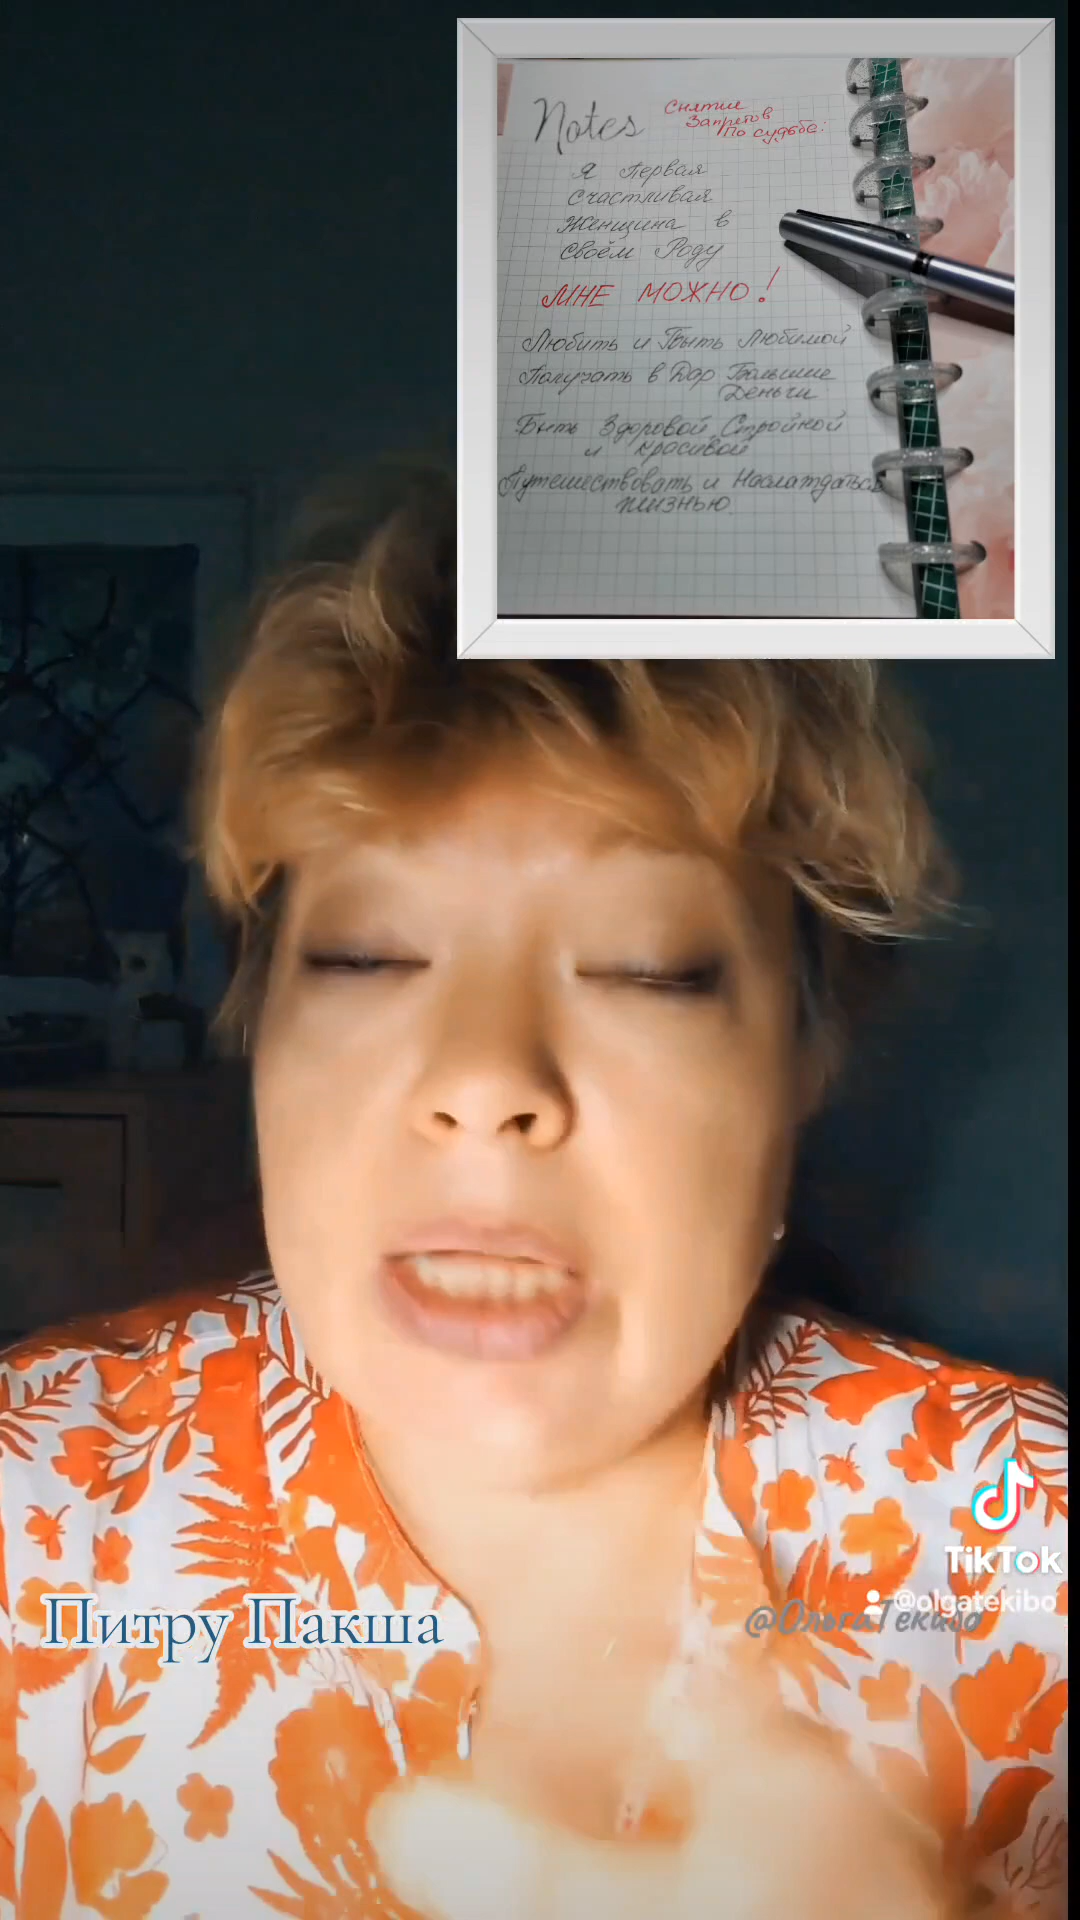 Notes
Снятие
Запретов
По судьбе:
Я Первая
Счастливая
Женщина в
Своём Роду
МНЕ МОЖНО!
Любить и Быть Любимой
Получать в Дар Большие
Деньги
Быть Здоровой, Стройной
и Красивой
Путешествовать и Наслаждаться
жизнью.
Питру Пакша
TikTok
@olgatekibo
@ОльгаТекибо